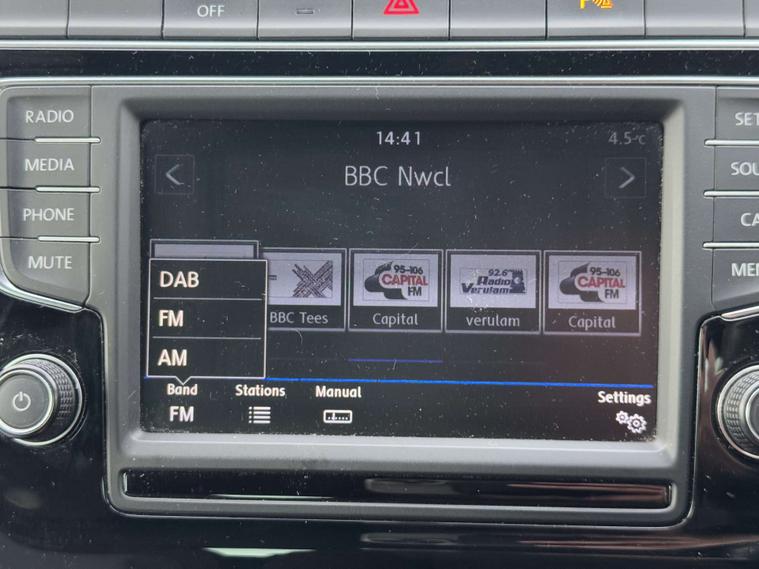 OFF
RADIO
MEDIA
PHONE
MUTE
14:41
4.5°C
BBC Nwcl
DAB
FM
AM
BBC Tees
95-106
CAPITAL
FM
Capital
92.6
Radio
Verulam
verulam
95-106
CAPITAL
FM
Capital
Band
FM
Stations
Manual
Settings
SET
SOU
CA
ME